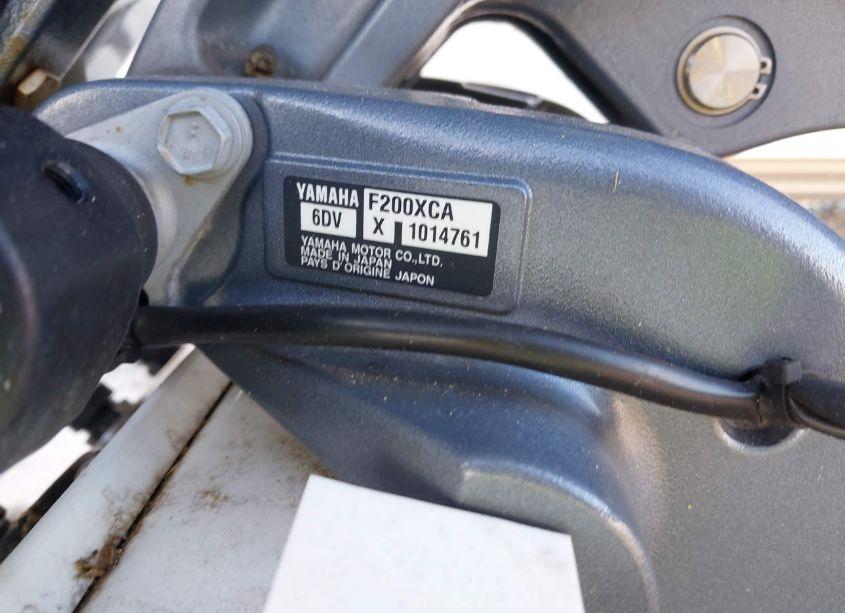 YAMAHA F200XCA
6DV X 1014761
YAMAHA MOTOR CO.,LTD.
MADE IN JAPAN
PAYS D'ORIGINE JAPON